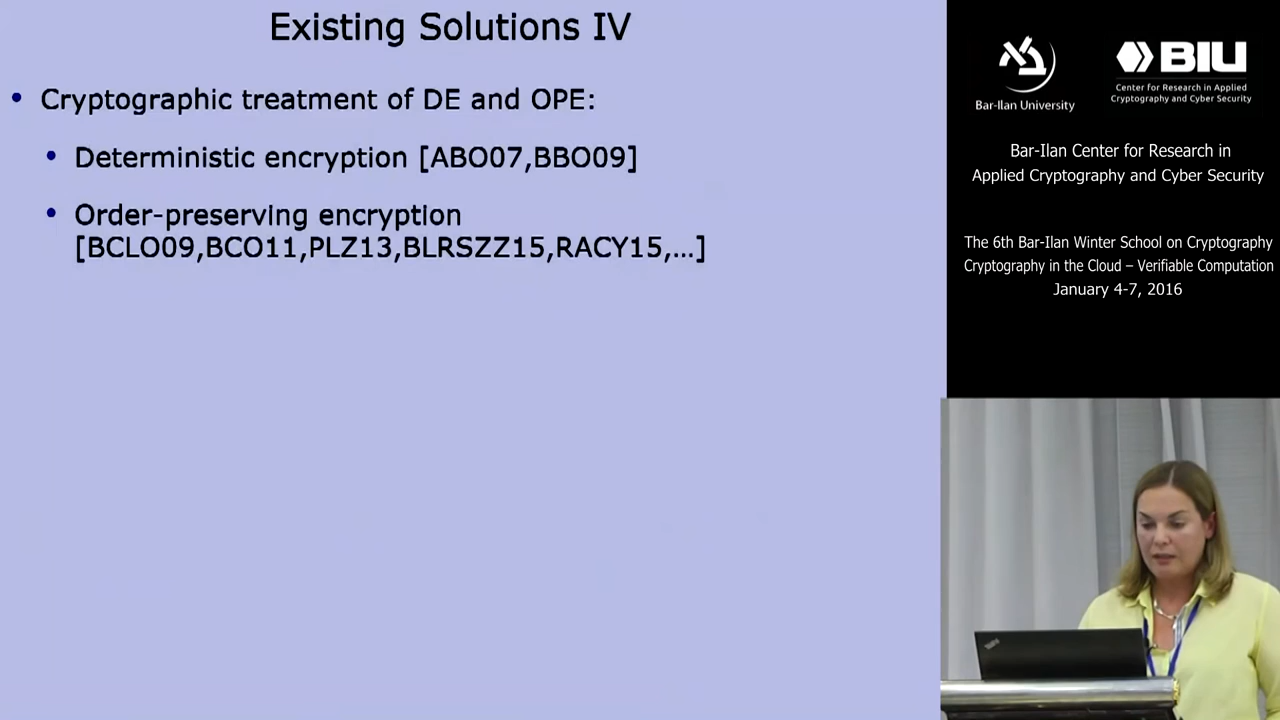 Existing Solutions IV
• Cryptographic treatment of DE and OPE:
• Deterministic encryption [ABO07,BBO09]
• Order-preserving encryption
[BCLO09,BCO11,PLZ13,BLRSZZ15,RACY15,...]
Bar-Ilan University
BIU
Center for Research in Applied
Cryptography and Cyber Security
Bar-Ilan Center for Research in
Applied Cryptography and Cyber Security
The 6th Bar-Ilan Winter School on Cryptography
Cryptography in the Cloud – Verifiable Computation
January 4-7, 2016